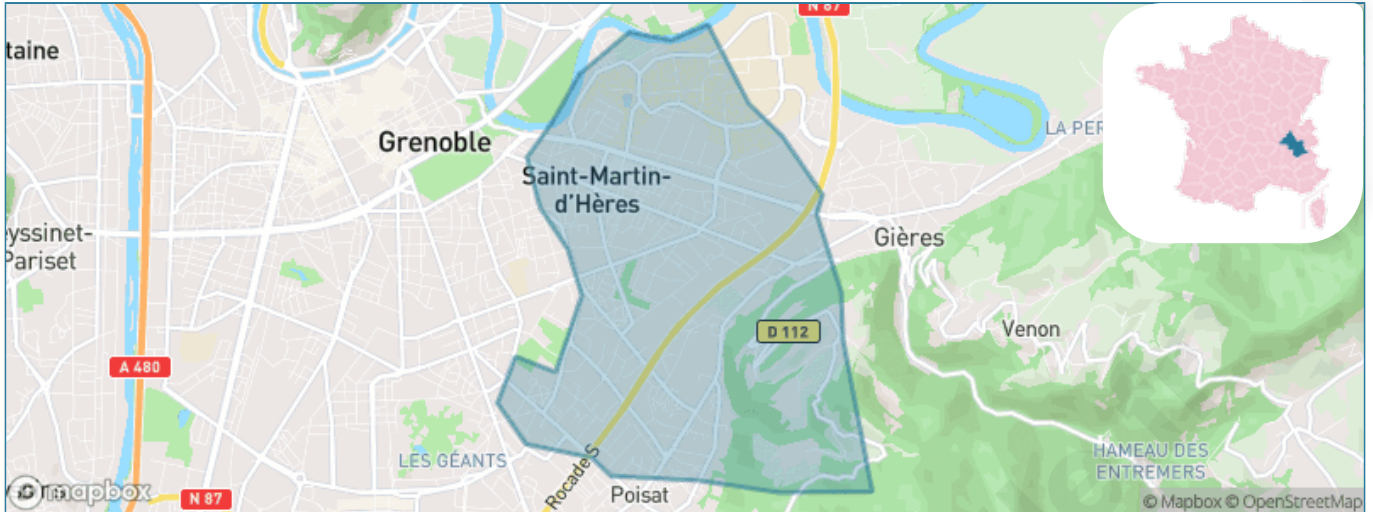 N 87
taine
Grenoble
LA PER
Saint-Martin-
d'Hères
eyssinet-
Pariset
Gières
D 112
Venon
A 480
LES GÉANTS
HAMEAU DES
ENTREMERS
Rocade S
Poisat
mapbox
N 87
© Mapbox © OpenStreetMap